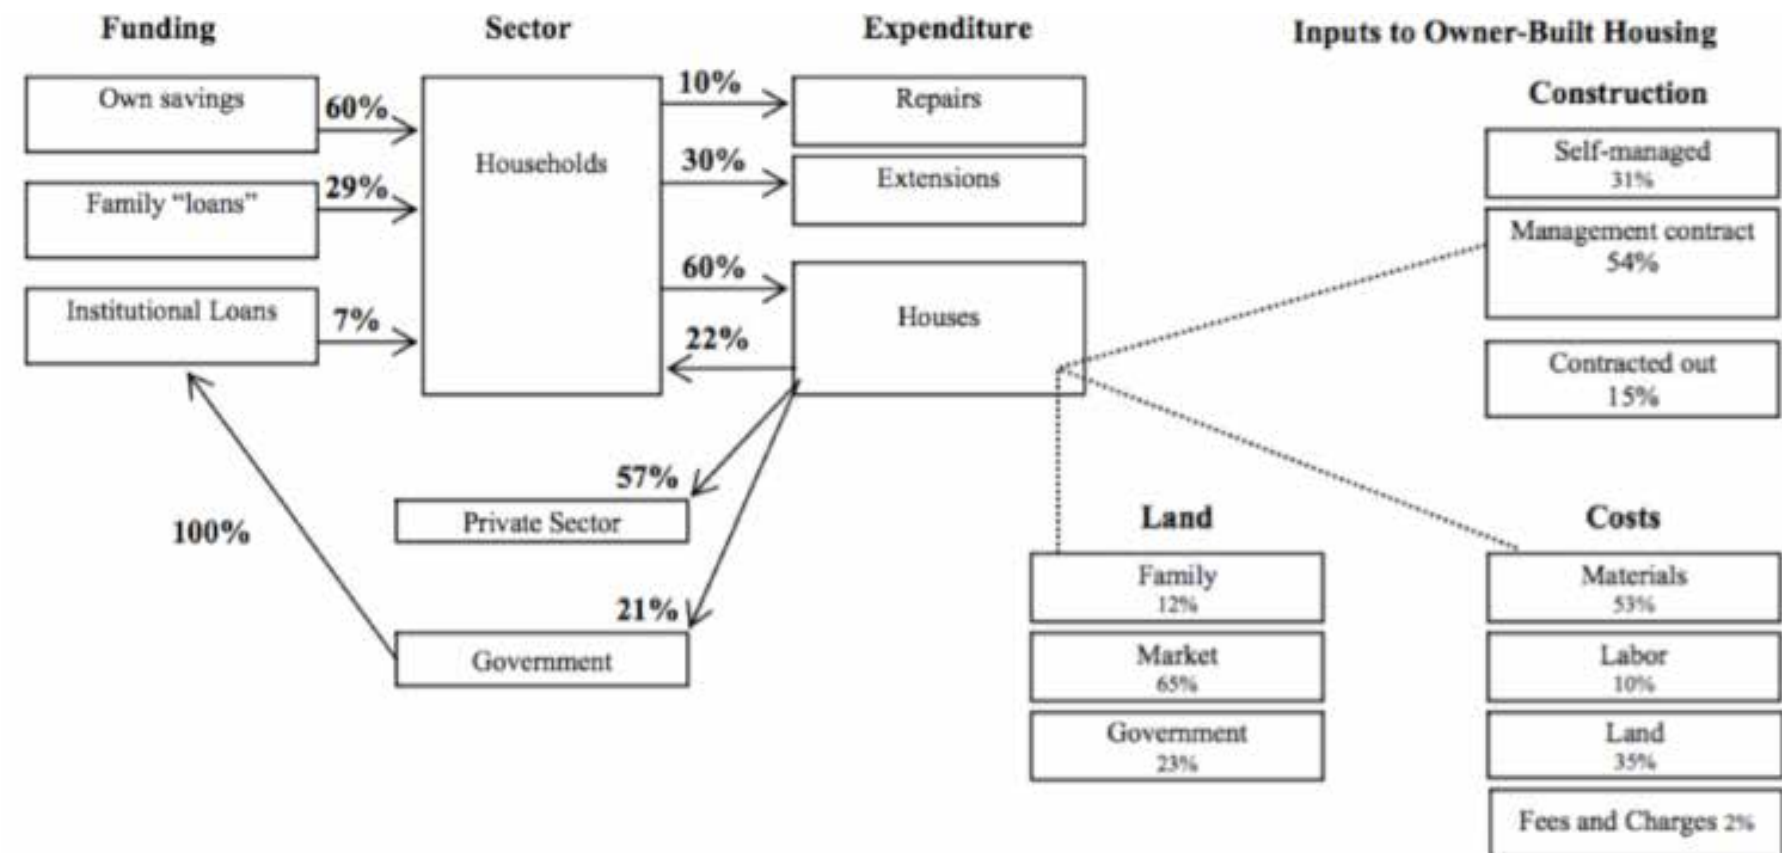 Funding
Sector
Expenditure
Inputs to Owner-Built Housing
Own savings
60%
Family “loans”
29%
Institutional Loans
7%
Households
10%
30%
60%
22%
Repairs
Extensions
Houses
57%
Private Sector
100%
21%
Government
Construction
Self-managed
31%
Management contract
54%
Contracted out
15%
Land
Family
12%
Market
65%
Government
23%
Costs
Materials
53%
Labor
10%
Land
35%
Fees and Charges 2%